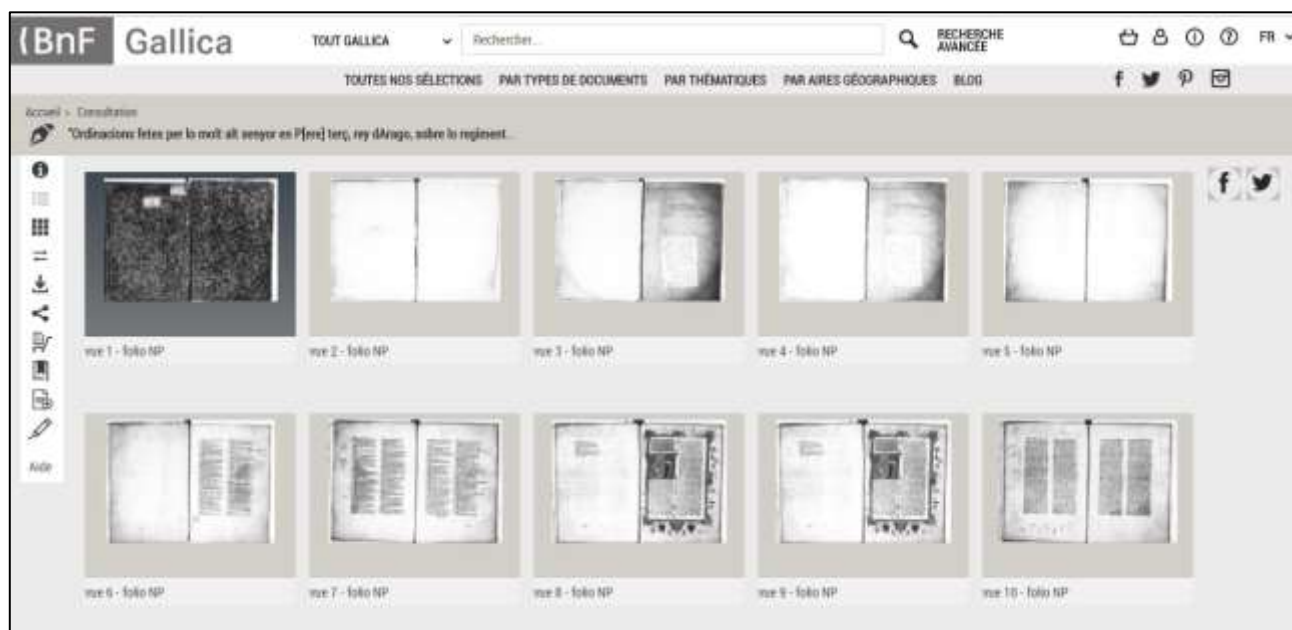 {BnF Gallica TOUT GALLICA Rechercher... RECHERCHE AVANCÉE FR
TOUTES NOS SÉLECTIONS PAR TYPES DE DOCUMENTS PAR THÉMATIQUES PAR AIRES GÉOGRAPHIQUES BLOG
Accueil > Consultation
"Ordinacions fetes per lo molt alt senyor en P[ere] terç, rey dArago, sobre lo regiment...
vue 1 - folio NP vue 2 - folio NP vue 3 - folio NP vue 4 - folio NP vue 5 - folio NP
Aide
vue 6 - folio NP vue 7 - folio NP vue 8 - folio NP vue 9 - folio NP vue 10 - folio NP